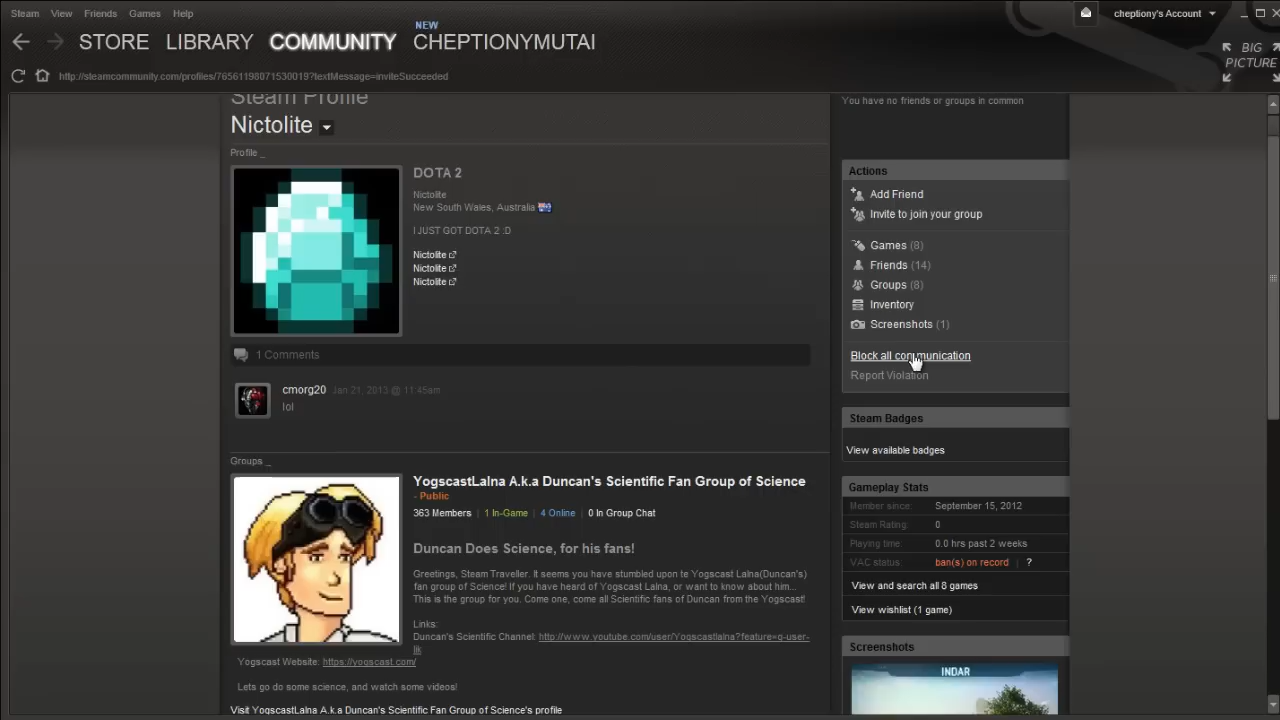 Steam View Friends Games Help
cheptiony's Account
NEW
STORE LIBRARY COMMUNITY CHEPTIONYMUTAI
BIG PICTURE
http://steamcommunity.com/profiles/76561198071530019?textMessage=inviteSucceeded
Steam Profile
Nictolite
Profile _
DOTA 2
Nictolite
New South Wales, Australia
I JUST GOT DOTA 2 :D
Nictolite
Nictolite
Nictolite
1 Comments
cmorg20 Jan 21, 2013 @ 11:45am
lol
Groups _
YogscastLalna A.k.a Duncan's Scientific Fan Group of Science
- Public
363 Members | 1 In-Game | 4 Online | 0 In Group Chat
Duncan Does Science, for his fans!
Greetings, Steam Traveller. It seems you have stumbled upon te Yogscast Lalna(Duncan's)
fan group of Science! If you have heard of Yogscast Lalna, or want to know about him...
This is the group for you. Come one, come all Scientific fans of Duncan from the Yogscast!
Links:
Duncan's Scientific Channel: http://www.youtube.com/user/Yogscastlalna?feature=g-user-
lik
Yogscast Website: https://yogscast.com/
Lets go do some science, and watch some videos!
Visit YogscastLalna A.k.a Duncan's Scientific Fan Group of Science's profile
You have no friends or groups in common
Actions
Add Friend
Invite to join your group
Games (8)
Friends (14)
Groups (8)
Inventory
Screenshots (1)
Block all communication
Report Violation
Steam Badges
View available badges
Gameplay Stats
Member since: September 15, 2012
Steam Rating: 0
Playing time: 0.0 hrs past 2 weeks
VAC status: ban(s) on record | ?
View and search all 8 games
View wishlist (1 game)
Screenshots
INDAR